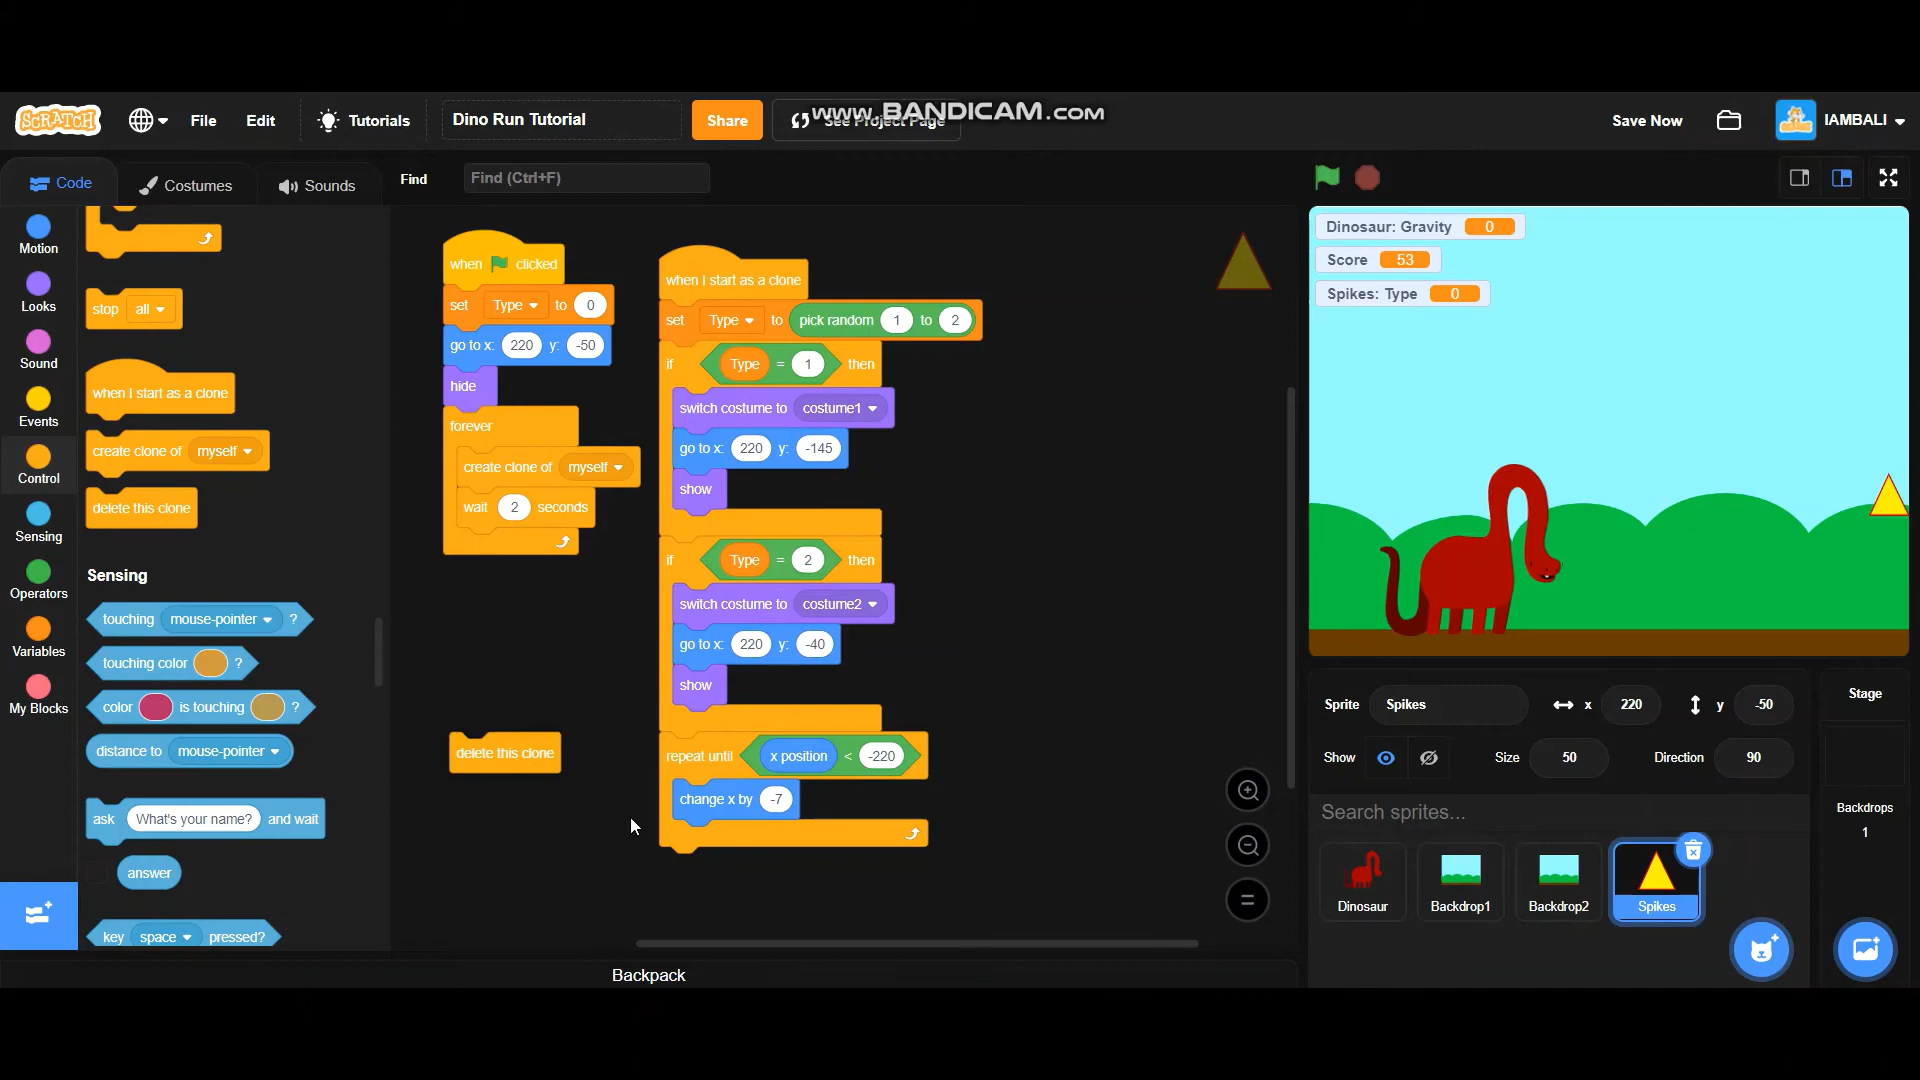 www.BANDICAM.com
SCRATCH File Edit Tutorials Dino Run Tutorial Share See Project Page Save Now IAMBALI
Code Costumes Sounds Find Find (Ctrl+F)
Motion
Looks
Sound
Events
Control
Sensing
Operators
Variables
My Blocks
stop all
when I start as a clone
create clone of myself
delete this clone
Sensing
touching mouse-pointer ?
touching color ?
color is touching ?
distance to mouse-pointer
ask What's your name? and wait
answer
key space pressed?
when clicked
set Type to 0
go to x: 220 y: -50
hide
forever
create clone of myself
wait 2 seconds
delete this clone
when I start as a clone
set Type to pick random 1 to 2
if Type = 1 then
switch costume to costume1
go to x: 220 y: -145
show
if Type = 2 then
switch costume to costume2
go to x: 220 y: -40
show
repeat until x position < -220
change x by -7
Backpack
Dinosaur: Gravity 0
Score 53
Spikes: Type 0
Sprite Spikes x 220 y -50
Show Size 50 Direction 90
Search sprites...
Dinosaur Backdrop1 Backdrop2 Spikes
Stage
Backdrops
1